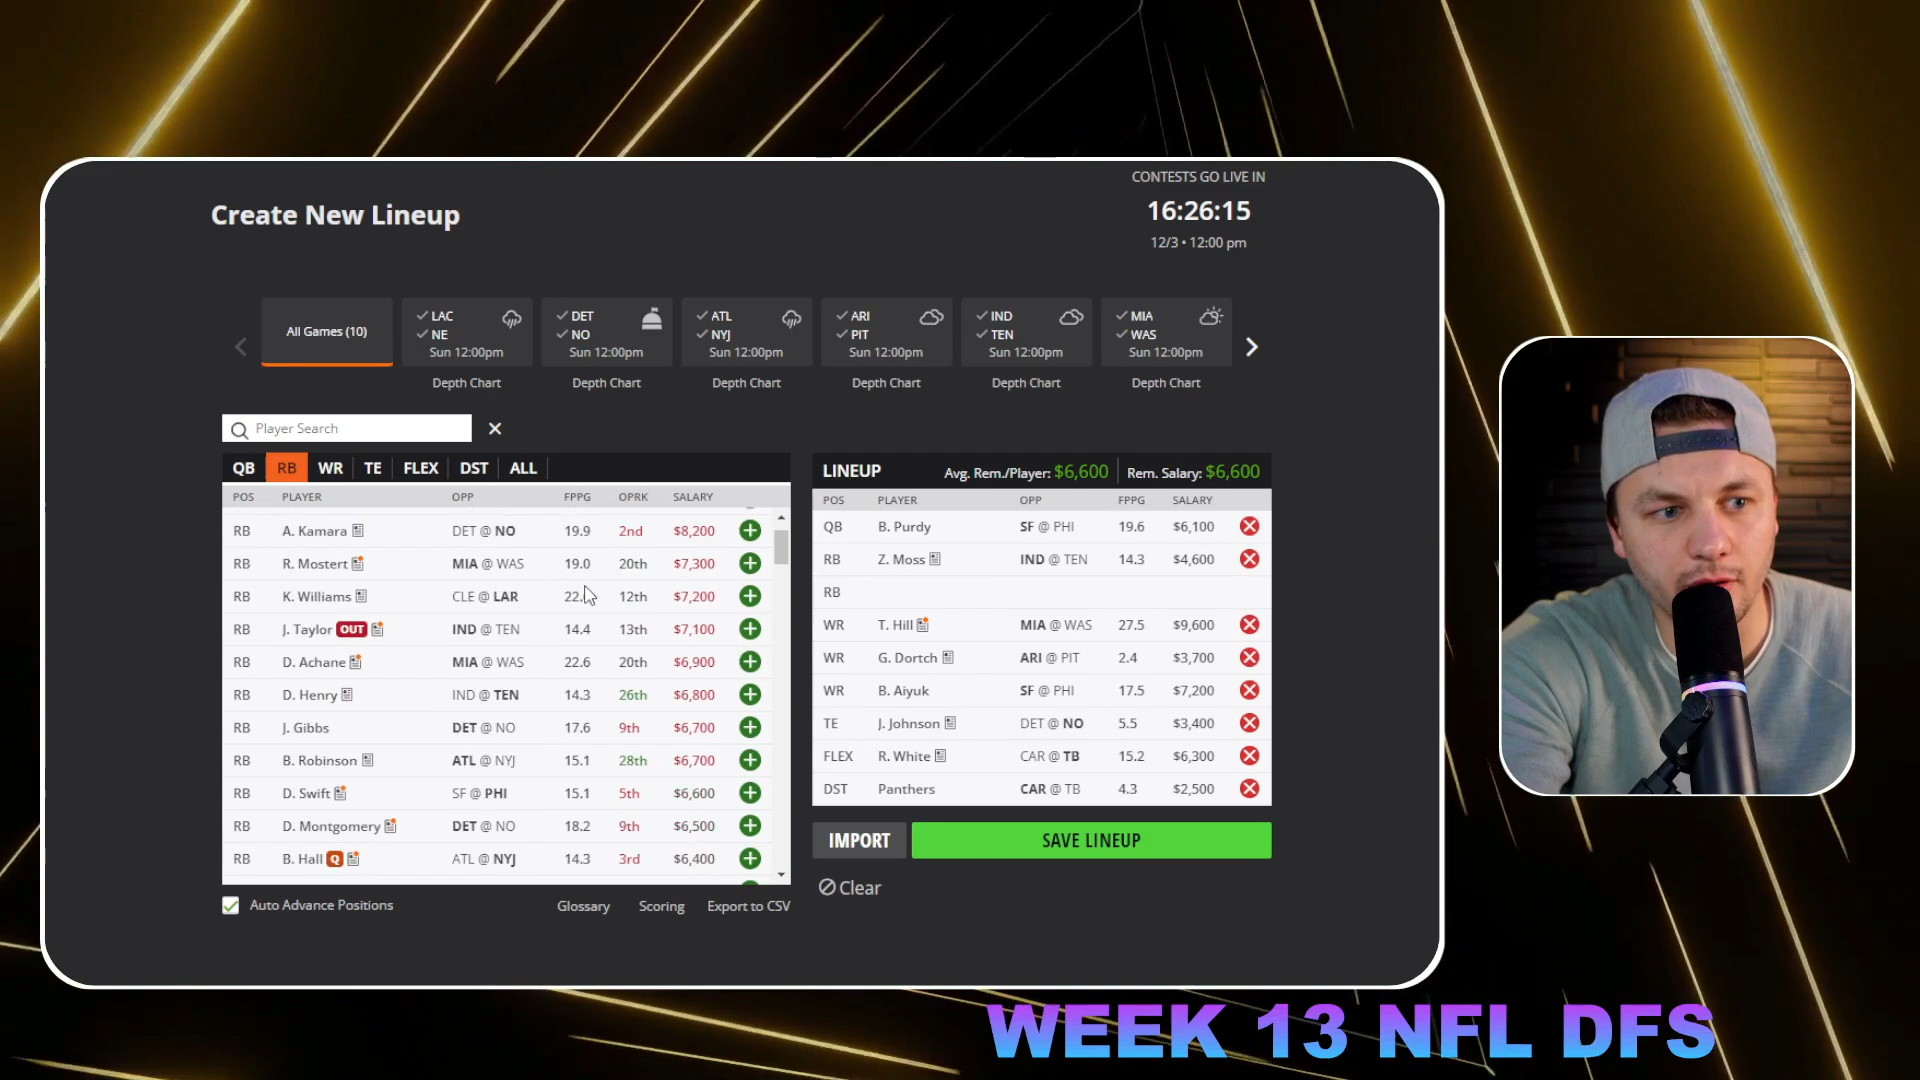 CONTESTS GO LIVE IN
Create New Lineup
16:26:15
12/3 • 12:00 pm
All Games (10)
LAC
NE
Sun 12:00pm
Depth Chart
DET
NO
Sun 12:00pm
Depth Chart
ATL
NYJ
Sun 12:00pm
Depth Chart
ARI
PIT
Sun 12:00pm
Depth Chart
IND
TEN
Sun 12:00pm
Depth Chart
MIA
WAS
Sun 12:00pm
Depth Chart
Player Search
QB RB WR TE FLEX DST ALL
POS PLAYER OPP FPPG OPRK SALARY
RB A. Kamara DET @ NO 19.9 2nd $8,200
RB R. Mostert MIA @ WAS 19.0 20th $7,300
RB K. Williams CLE @ LAR 12th $7,200
RB J. Taylor OUT IND @ TEN 14.4 13th $7,100
RB D. Achane MIA @ WAS 22.6 20th $6,900
RB D. Henry IND @ TEN 14.3 26th $6,800
RB J. Gibbs DET @ NO 17.6 9th $6,700
RB B. Robinson ATL @ NYJ 15.1 28th $6,700
RB D. Swift SF @ PHI 15.1 5th $6,600
RB D. Montgomery DET @ NO 18.2 9th $6,500
RB B. Hall Q ATL @ NYJ 14.3 3rd $6,400
Auto Advance Positions
Glossary Scoring Export to CSV
LINEUP Avg. Rem./Player: $6,600 Rem. Salary: $6,600
POS PLAYER OPP FPPG SALARY
QB B. Purdy SF @ PHI 19.6 $6,100
RB Z. Moss IND @ TEN 14.3 $4,600
RB
WR T. Hill MIA @ WAS 27.5 $9,600
WR G. Dortch ARI @ PIT 2.4 $3,700
WR B. Aiyuk SF @ PHI 17.5 $7,200
TE J. Johnson DET @ NO 5.5 $3,400
FLEX R. White CAR @ TB 15.2 $6,300
DST Panthers CAR @ TB 4.3 $2,500
IMPORT SAVE LINEUP
Clear
WEEK 13 NFL DFS